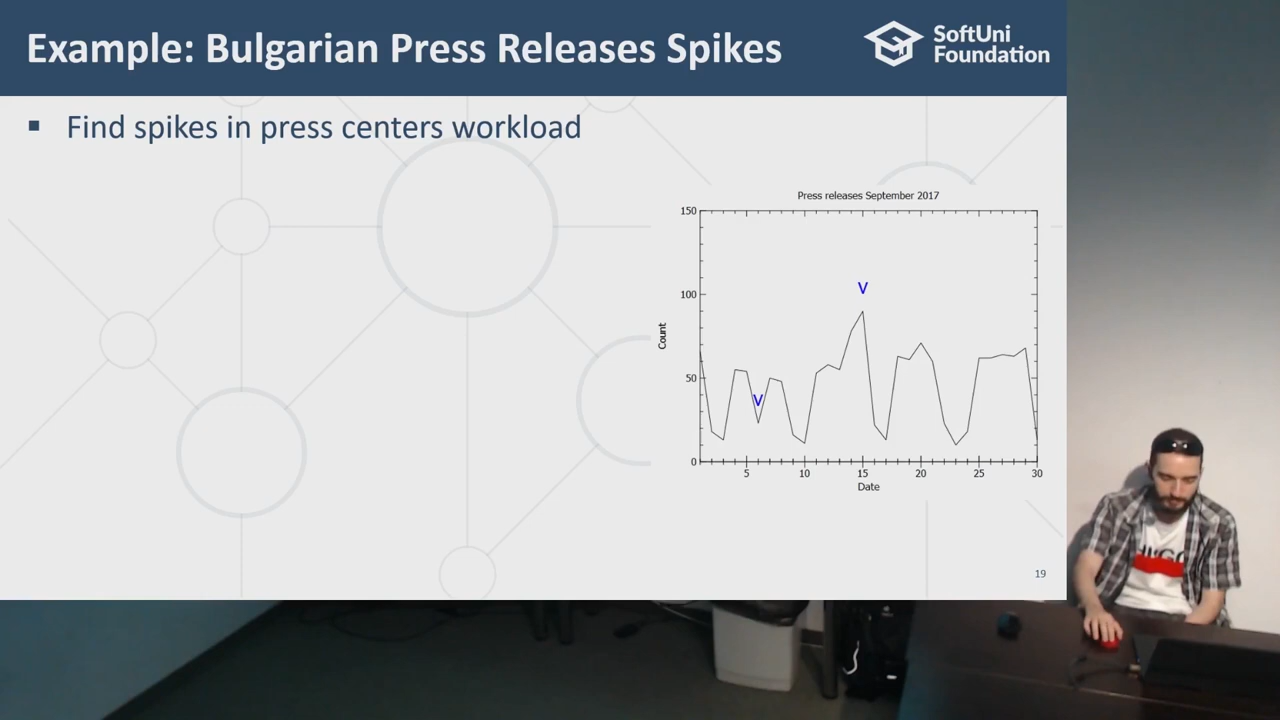 Example: Bulgarian Press Releases Spikes
SoftUni
Foundation
▪ Find spikes in press centers workload
Press releases September 2017
150
100
50
0
Count
V
V
5
10
15
20
25
30
Date
19